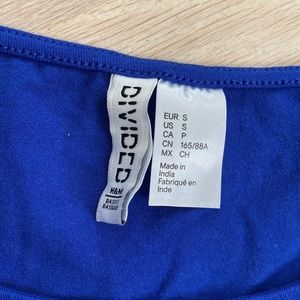 DIVIDED
H&M
BASIC
BASIQUE
EUR S
US S
CA P
CN 165/88A
MX CH
Made in
India
Fabriqué en
Inde